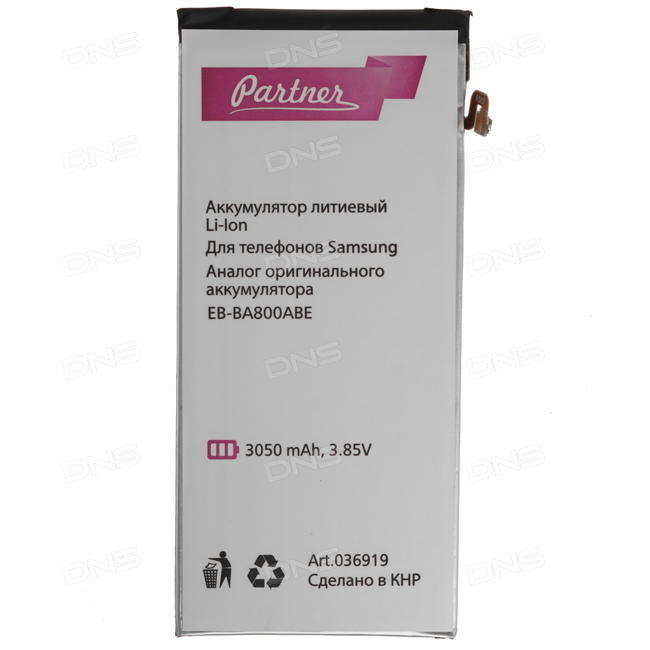 Partner
Аккумулятор литиевый
Li-Ion
Для телефонов Samsung
Аналог оригинального
аккумулятора
EB-BA800ABE
3050 mAh, 3.85V
Art.036919
Сделано в КНР
DNS